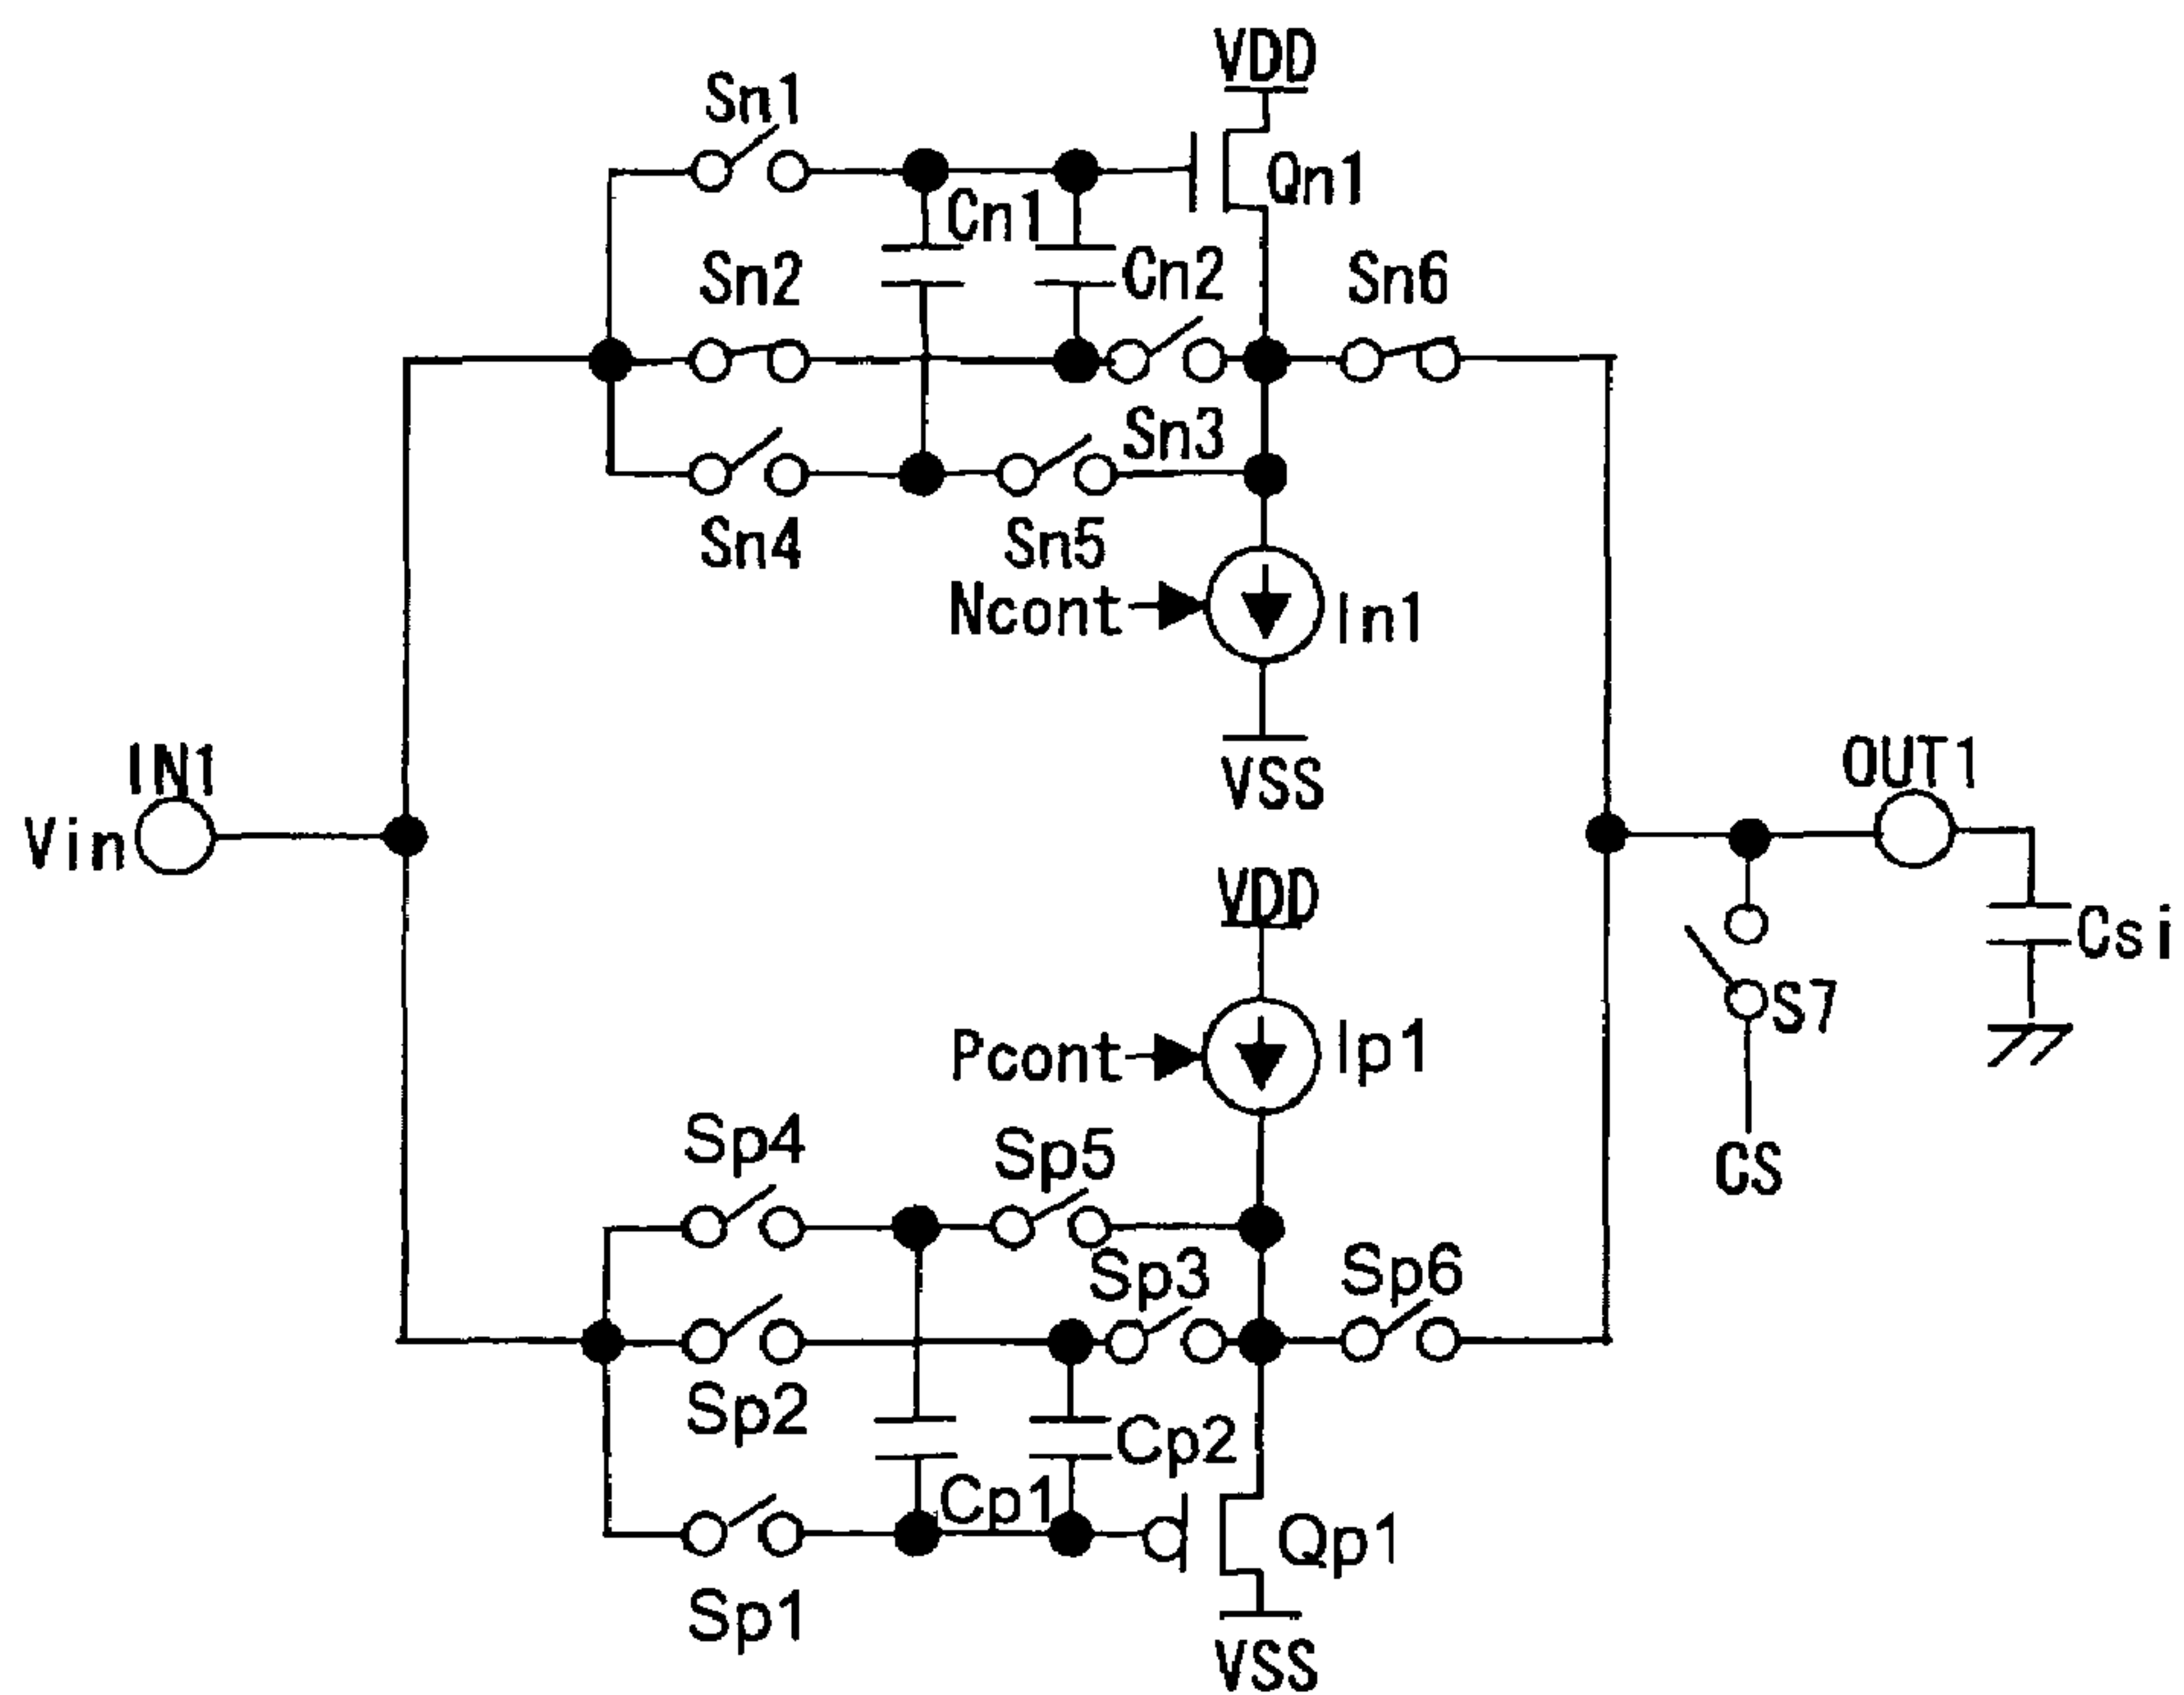 VDD
Sn1
Qn1
Cn1
Sn2
Cn2
Sn6
Sn3
Sn4
Sn5
Ncont
In1
VSS
IN1
OUT1
Vin
VDD
Csi
S7
Pcont
Ip1
Sp4
Sp5
CS
Sp3
Sp6
Sp2
Cp2
Cp1
Qp1
Sp1
VSS